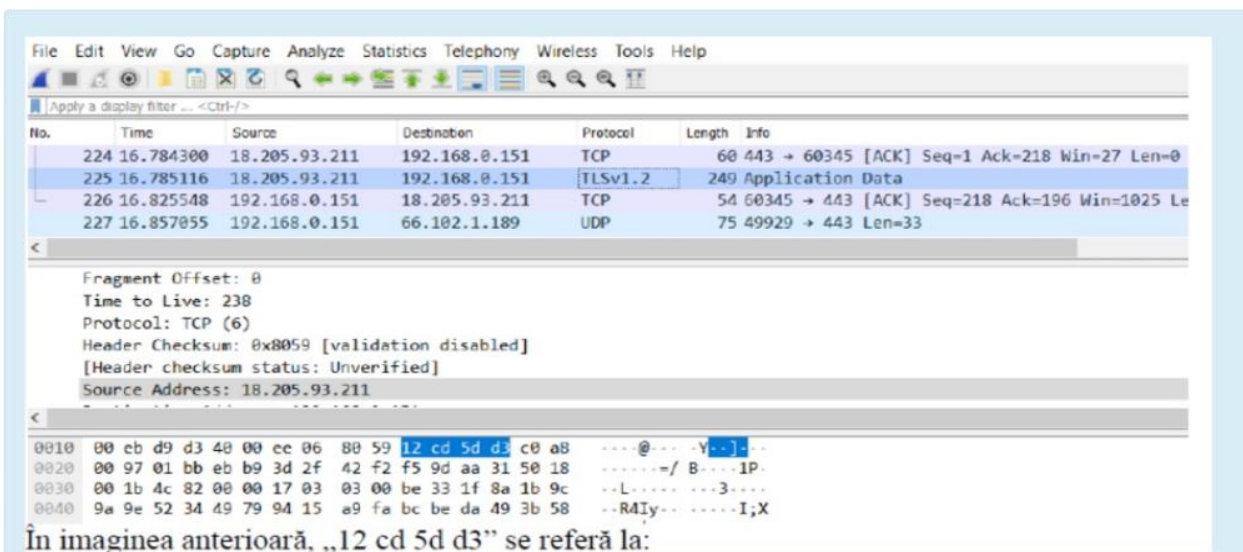 File Edit View Go Capture Analyze Statistics Telephony Wireless Tools Help
Apply a display filter ... <Ctrl-/>
No. Time Source Destination Protocol Length Info
224 16.784300 18.205.93.211 192.168.0.151 TCP 60 443 → 60345 [ACK] Seq=1 Ack=218 Win=27 Len=0
225 16.785116 18.205.93.211 192.168.0.151 TLSv1.2 249 Application Data
226 16.825548 192.168.0.151 18.205.93.211 TCP 54 60345 → 443 [ACK] Seq=218 Ack=196 Win=1025 Le
227 16.857055 192.168.0.151 66.102.1.189 UDP 75 49929 → 443 Len=33
Fragment Offset: 0
Time to Live: 238
Protocol: TCP (6)
Header Checksum: 0x8059 [validation disabled]
[Header checksum status: Unverified]
Source Address: 18.205.93.211
0010 00 eb d9 d3 40 00 ee 06 80 59 12 cd 5d d3 c0 a8 ····@··· ·Y··]···
0020 00 97 01 bb eb b9 3d 2f 42 f2 f5 9d aa 31 50 18 ······=/ B····1P·
0030 00 1b 4c 82 00 00 17 03 03 00 be 33 1f 8a 1b 9c ··L····· ···3····
0040 9a 9e 52 34 49 79 94 15 a9 fa bc be da 49 3b 58 ··R4Iy·· ·····I;X
În imaginea anterioară, „12 cd 5d d3” se referă la: